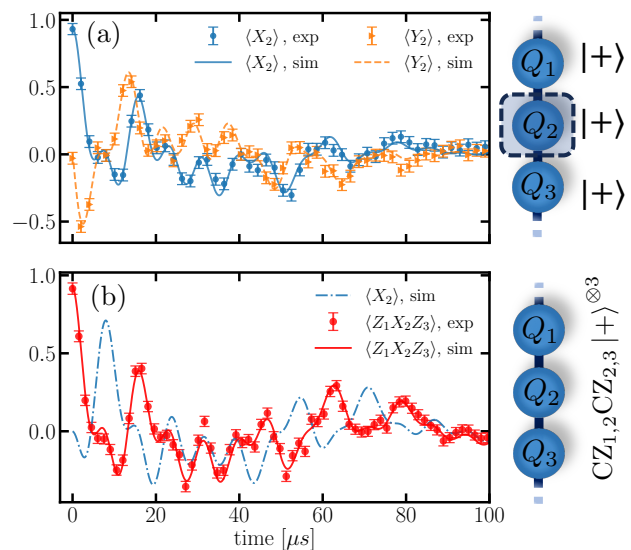 (a)
⟨X₂⟩ , exp
⟨X₂⟩ , sim
⟨Y₂⟩ , exp
⟨Y₂⟩ , sim
1.0
0.5
0.0
−0.5
Q₁ |+⟩
Q₂ |+⟩
Q₃ |+⟩
(b)
⟨X₂⟩, sim
⟨Z₁X₂Z₃⟩, exp
⟨Z₁X₂Z₃⟩, sim
1.0
0.5
0.0
0 20 40 60 80 100
time [μs]
Q₁
Q₂
Q₃
CZ₁,₂CZ₂,₃ |+⟩^⊗3